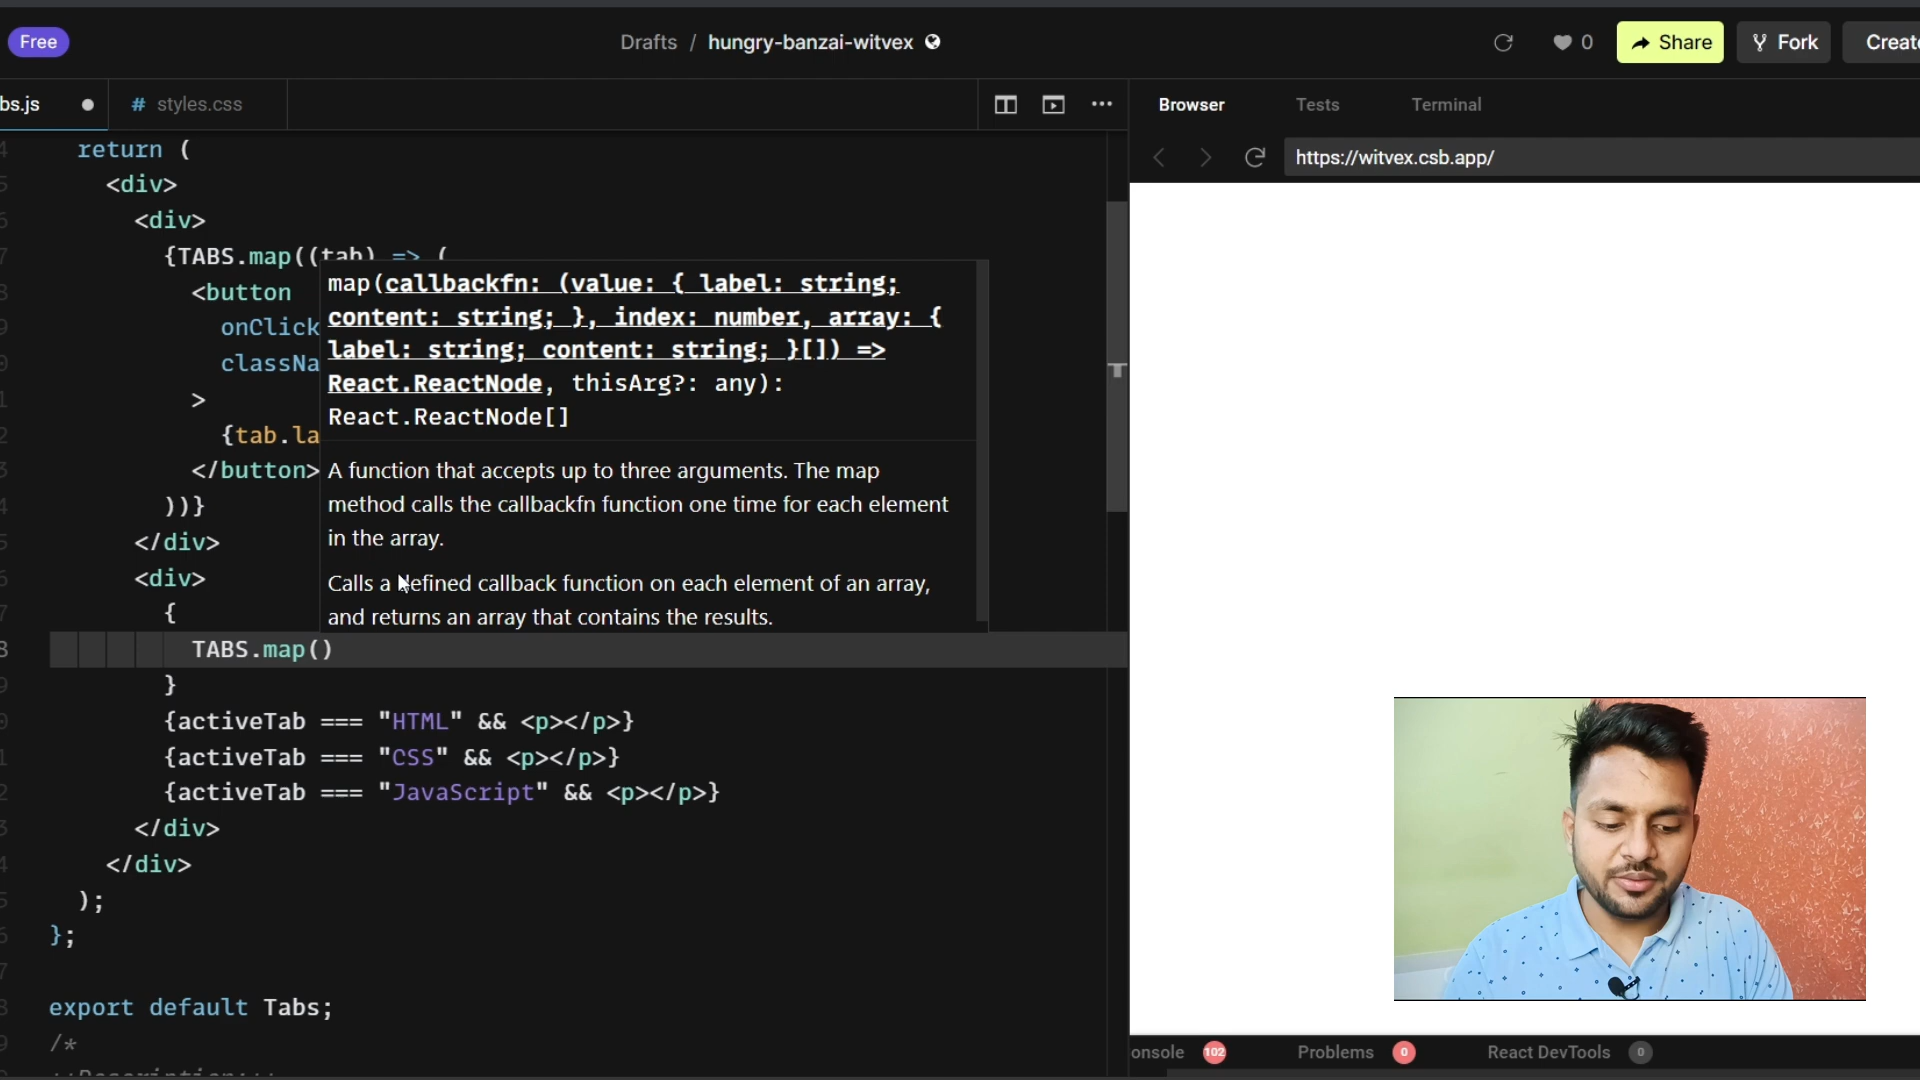 Free
Drafts / hungry-banzai-witvex
0
Share
Fork
Create
bs.js
# styles.css
Browser
Tests
Terminal
https://witvex.csb.app/
return (
<div>
<div>
{TABS.map((tab) => (
<button
onClick
classNa
>
{tab.la
</button>
))}
</div>
<div>
{
TABS.map()
}
{activeTab === "HTML" && <p></p>}
{activeTab === "CSS" && <p></p>}
{activeTab === "JavaScript" && <p></p>}
</div>
</div>
);
};
export default Tabs;
/*
map(callbackfn: (value: { label: string;
content: string; }, index: number, array: {
label: string; content: string; }[]) =>
React.ReactNode, thisArg?: any):
React.ReactNode[]
A function that accepts up to three arguments. The map
method calls the callbackfn function one time for each element
in the array.
Calls a defined callback function on each element of an array,
and returns an array that contains the results.
onsole 102
Problems 0
React DevTools 0